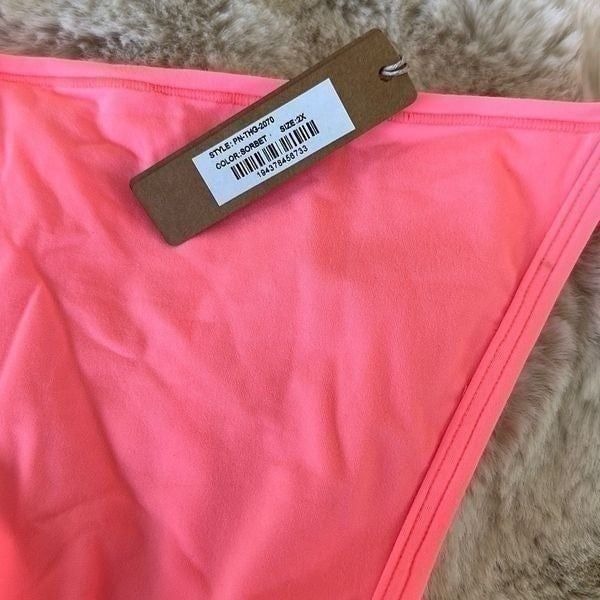 STYLE: PN-THG-2070
COLOR:SORBET SIZE:2X
194378456733